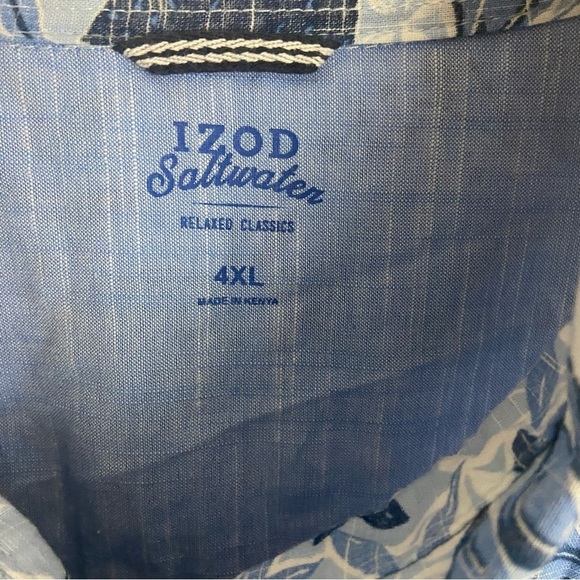 IZOD
Saltwater
RELAXED CLASSICS
4XL
MADE IN KENYA